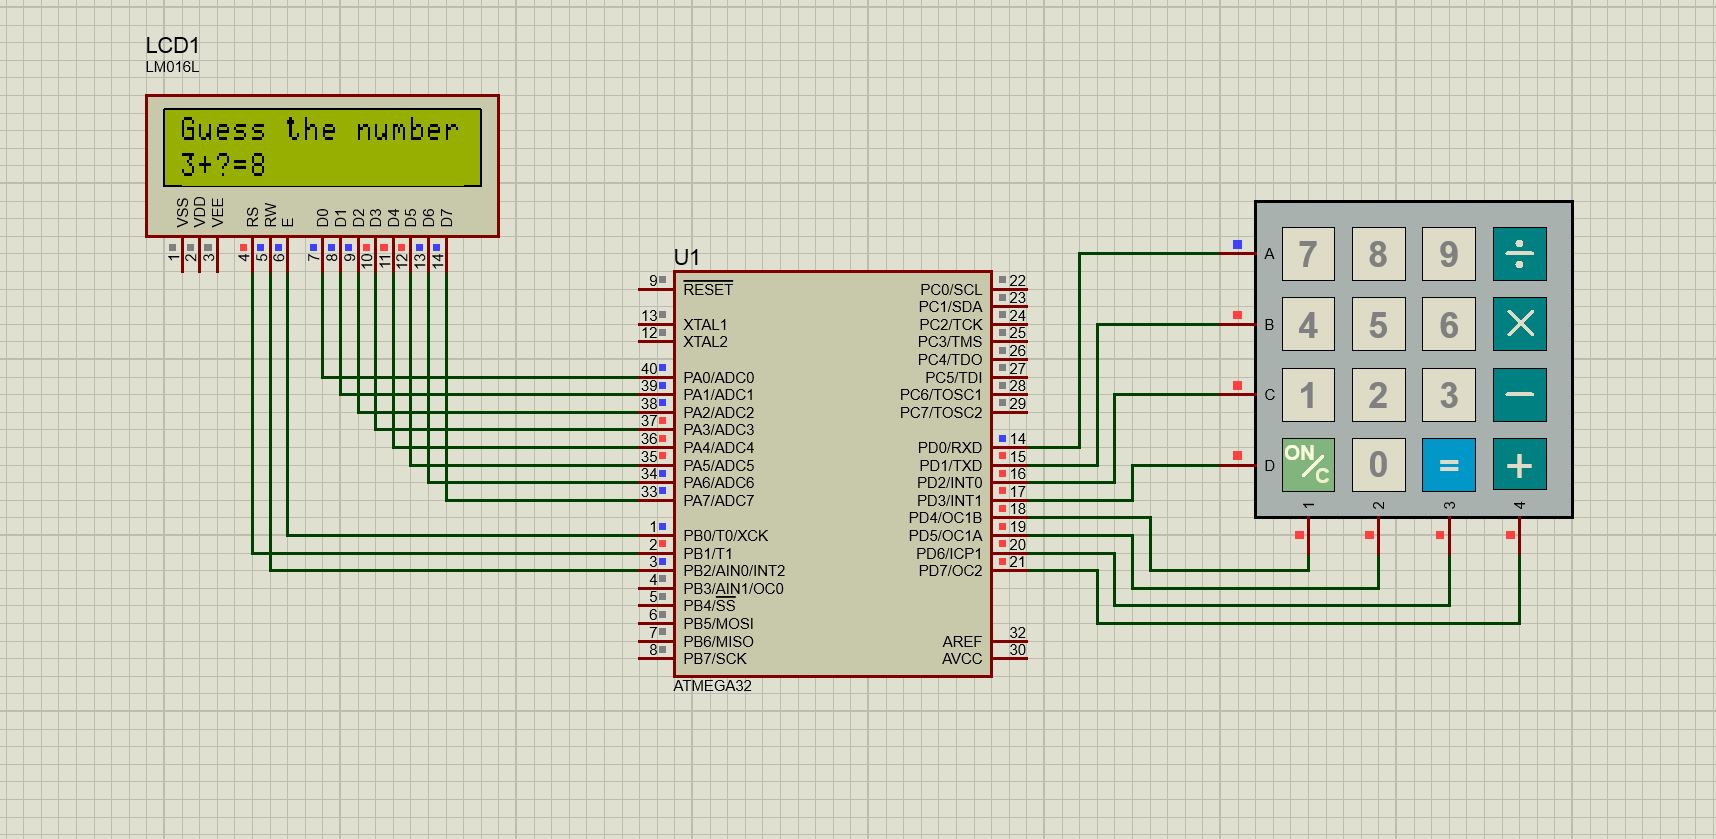 LCD1
LM016L
Guess the number
3+?=8
VSS VDD VEE RS RW E D0 D1 D2 D3 D4 D5 D6 D7
1 2 3 4 5 6 7 8 9 10 11 12 13 14
U1
9 RESET
13 XTAL1
12 XTAL2
40 PA0/ADC0
39 PA1/ADC1
38 PA2/ADC2
37 PA3/ADC3
36 PA4/ADC4
35 PA5/ADC5
34 PA6/ADC6
33 PA7/ADC7
1 PB0/T0/XCK
2 PB1/T1
3 PB2/AIN0/INT2
4 PB3/AIN1/OC0
5 PB4/SS
6 PB5/MOSI
7 PB6/MISO
8 PB7/SCK
PC0/SCL 22
PC1/SDA 23
PC2/TCK 24
PC3/TMS 25
PC4/TDO 26
PC5/TDI 27
PC6/TOSC1 28
PC7/TOSC2 29
PD0/RXD 14
PD1/TXD 15
PD2/INT0 16
PD3/INT1 17
PD4/OC1B 18
PD5/OC1A 19
PD6/ICP1 20
PD7/OC2 21
AREF 32
AVCC 30
ATMEGA32
A 7 8 9 ÷
B 4 5 6 ×
C 1 2 3 −
D ON/C 0 = +
1 2 3 4